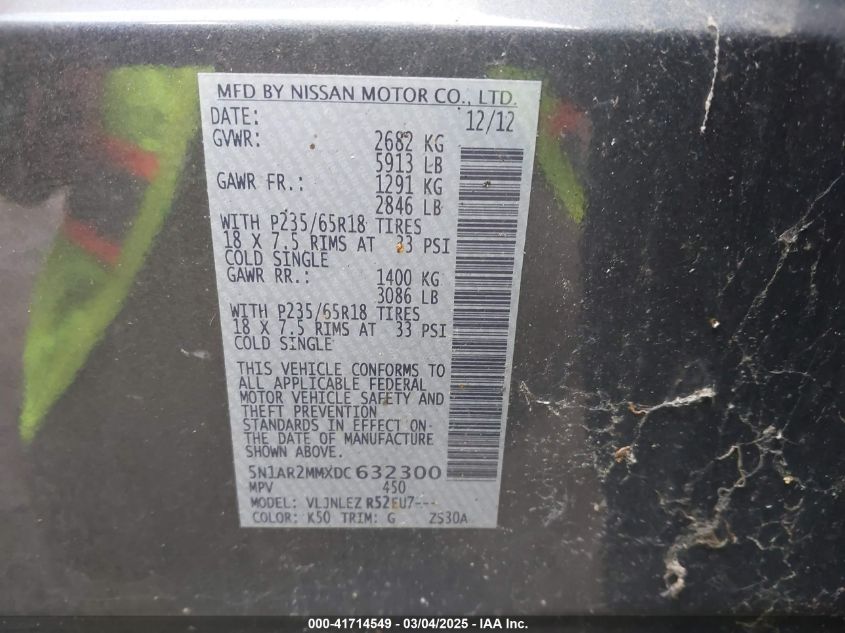 MFD BY NISSAN MOTOR CO., LTD.
DATE: 12/12
GVWR: 2682 KG
5913 LB
GAWR FR.: 1291 KG
2846 LB
WITH P235/65R18 TIRES
18 X 7.5 RIMS AT 33 PSI
COLD SINGLE
GAWR RR.: 1400 KG
3086 LB
WITH P235/65R18 TIRES
18 X 7.5 RIMS AT 33 PSI
COLD SINGLE
THIS VEHICLE CONFORMS TO
ALL APPLICABLE FEDERAL
MOTOR VEHICLE SAFETY AND
THEFT PREVENTION
STANDARDS IN EFFECT ON
THE DATE OF MANUFACTURE
SHOWN ABOVE.
5N1AR2MMXDC632300
MPV 450
MODEL: VLJNLEZ R52EU7---
COLOR: K50 TRIM: G ZS30A
000-41714549 - 03/04/2025 - IAA Inc.